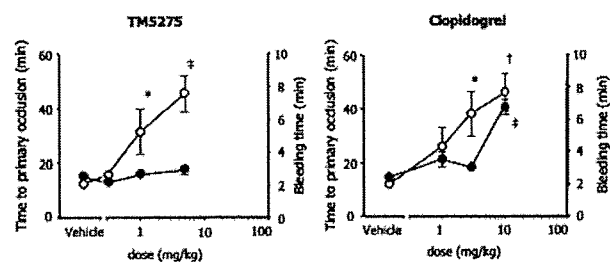 TM5275
Time to primary occlusion (min)
60
40
20
0
Bleeding time (min)
10
8
6
4
2
0
*
‡
Vehicle 1 10 100
dose (mg/kg)
Clopidogrel
Time to primary occlusion (min)
60
40
20
0
Bleeding time (min)
10
8
6
4
2
0
*
†
‡
Vehicle 1 10 100
dose (mg/kg)